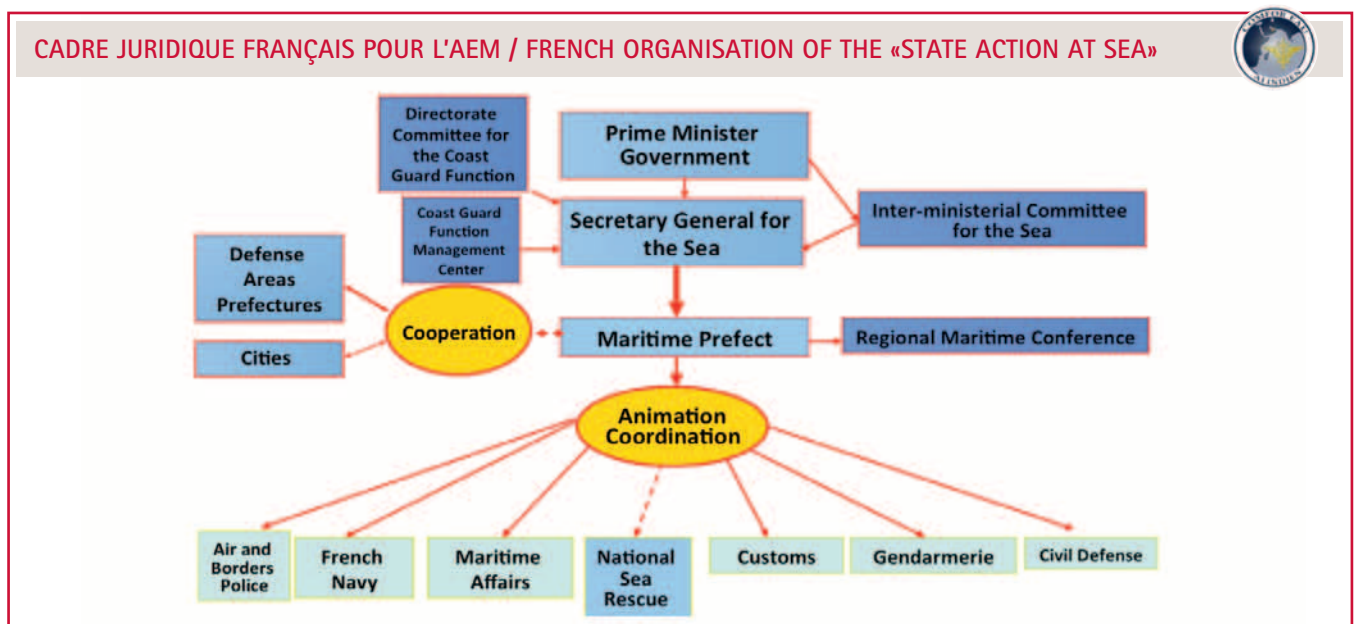 CADRE JURIDIQUE FRANÇAIS POUR L'AEM / FRENCH ORGANISATION OF THE «STATE ACTION AT SEA»
ALINDIEN
Directorate
Committee for
the Coast
Guard Function
Prime Minister
Government
Coast Guard
Function
Management
Center
Secretary General for
the Sea
Inter-ministerial Committee
for the Sea
Defense
Areas
Prefectures
Cities
Cooperation
Maritime Prefect
Regional Maritime Conference
Animation
Coordination
Air and
Borders
Police
French
Navy
Maritime
Affairs
National
Sea
Rescue
Customs
Gendarmerie
Civil Defense